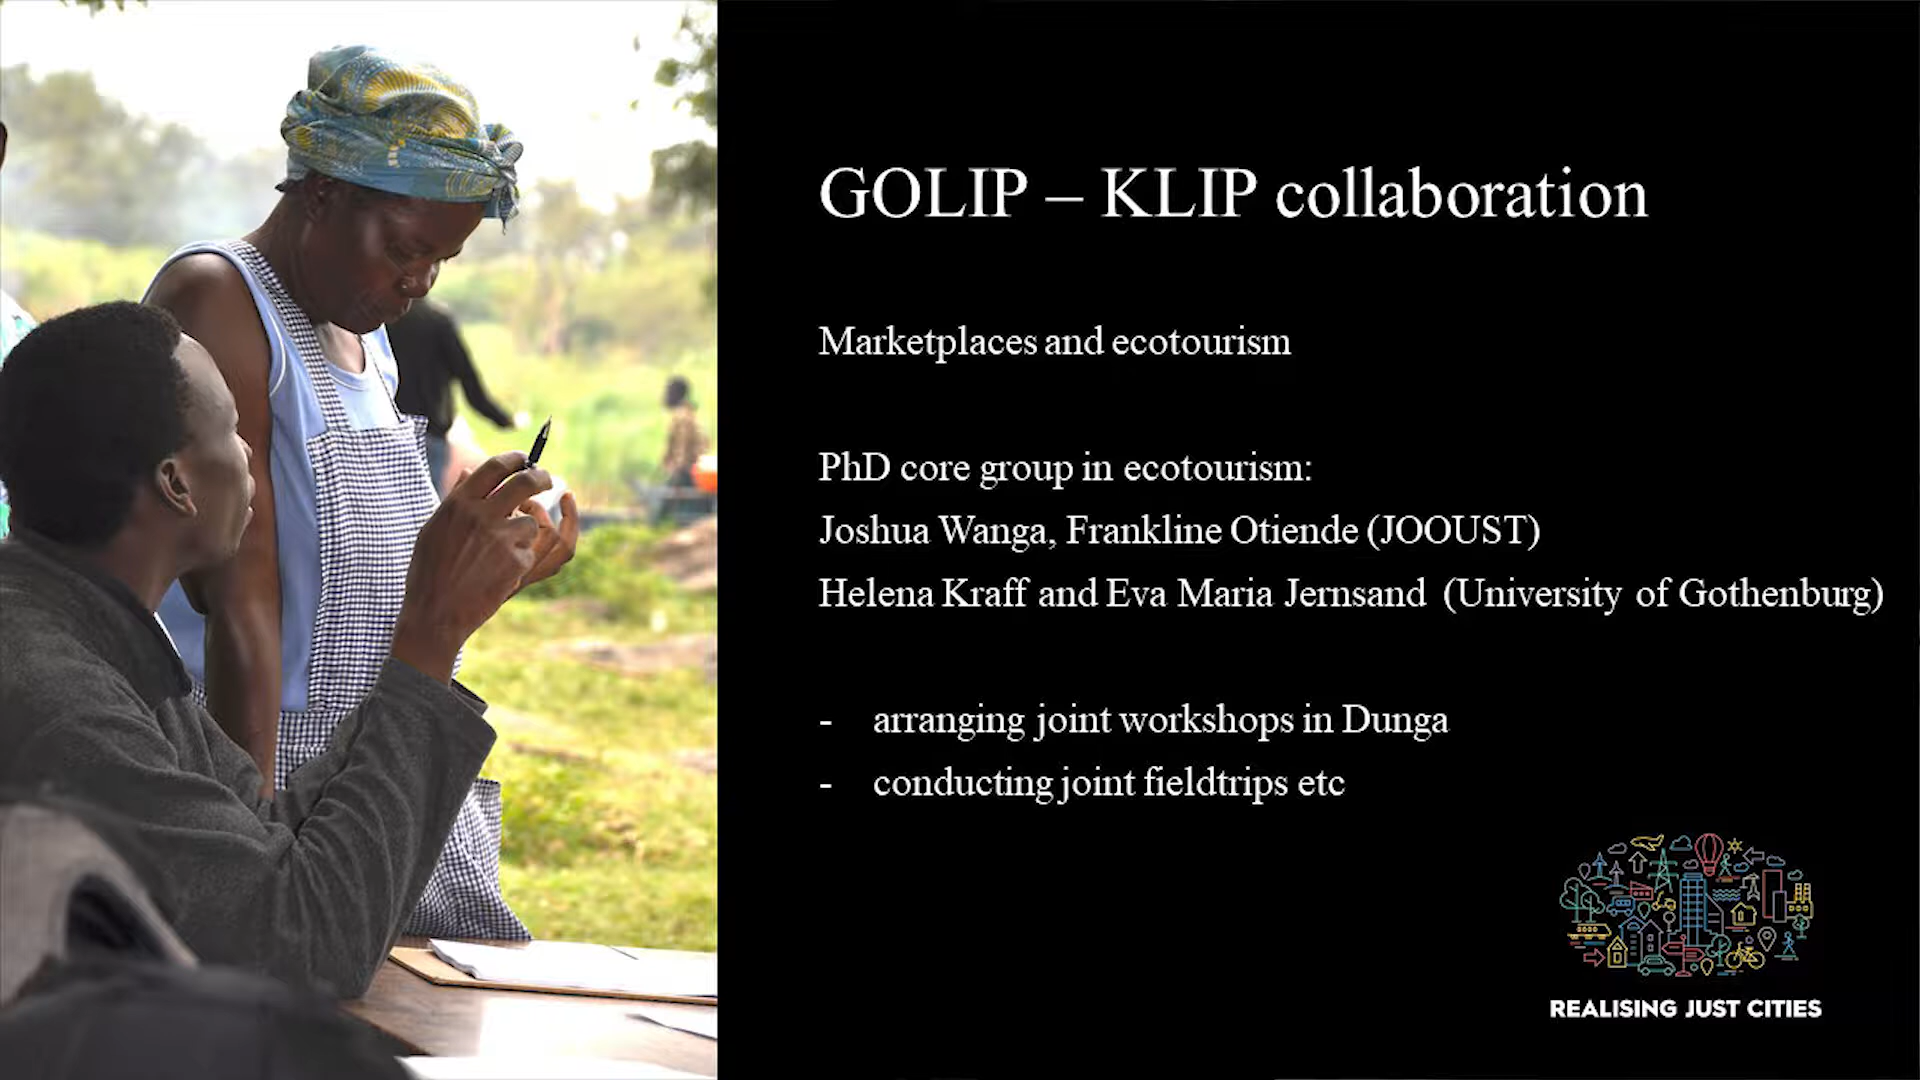 GOLIP – KLIP collaboration
Marketplaces and ecotourism
PhD core group in ecotourism:
Joshua Wanga, Frankline Otiende (JOOUST)
Helena Kraff and Eva Maria Jernsand (University of Gothenburg)
- arranging joint workshops in Dunga
- conducting joint fieldtrips etc
REALISING JUST CITIES